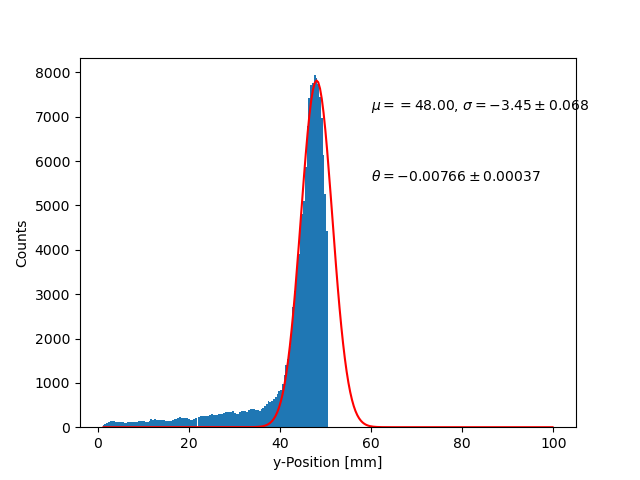 8000
7000
6000
5000
4000
3000
2000
1000
0
Counts
μ = = 48.00, σ = −3.45 ± 0.068
θ = −0.00766 ± 0.00037
0 20 40 60 80 100
y-Position [mm]